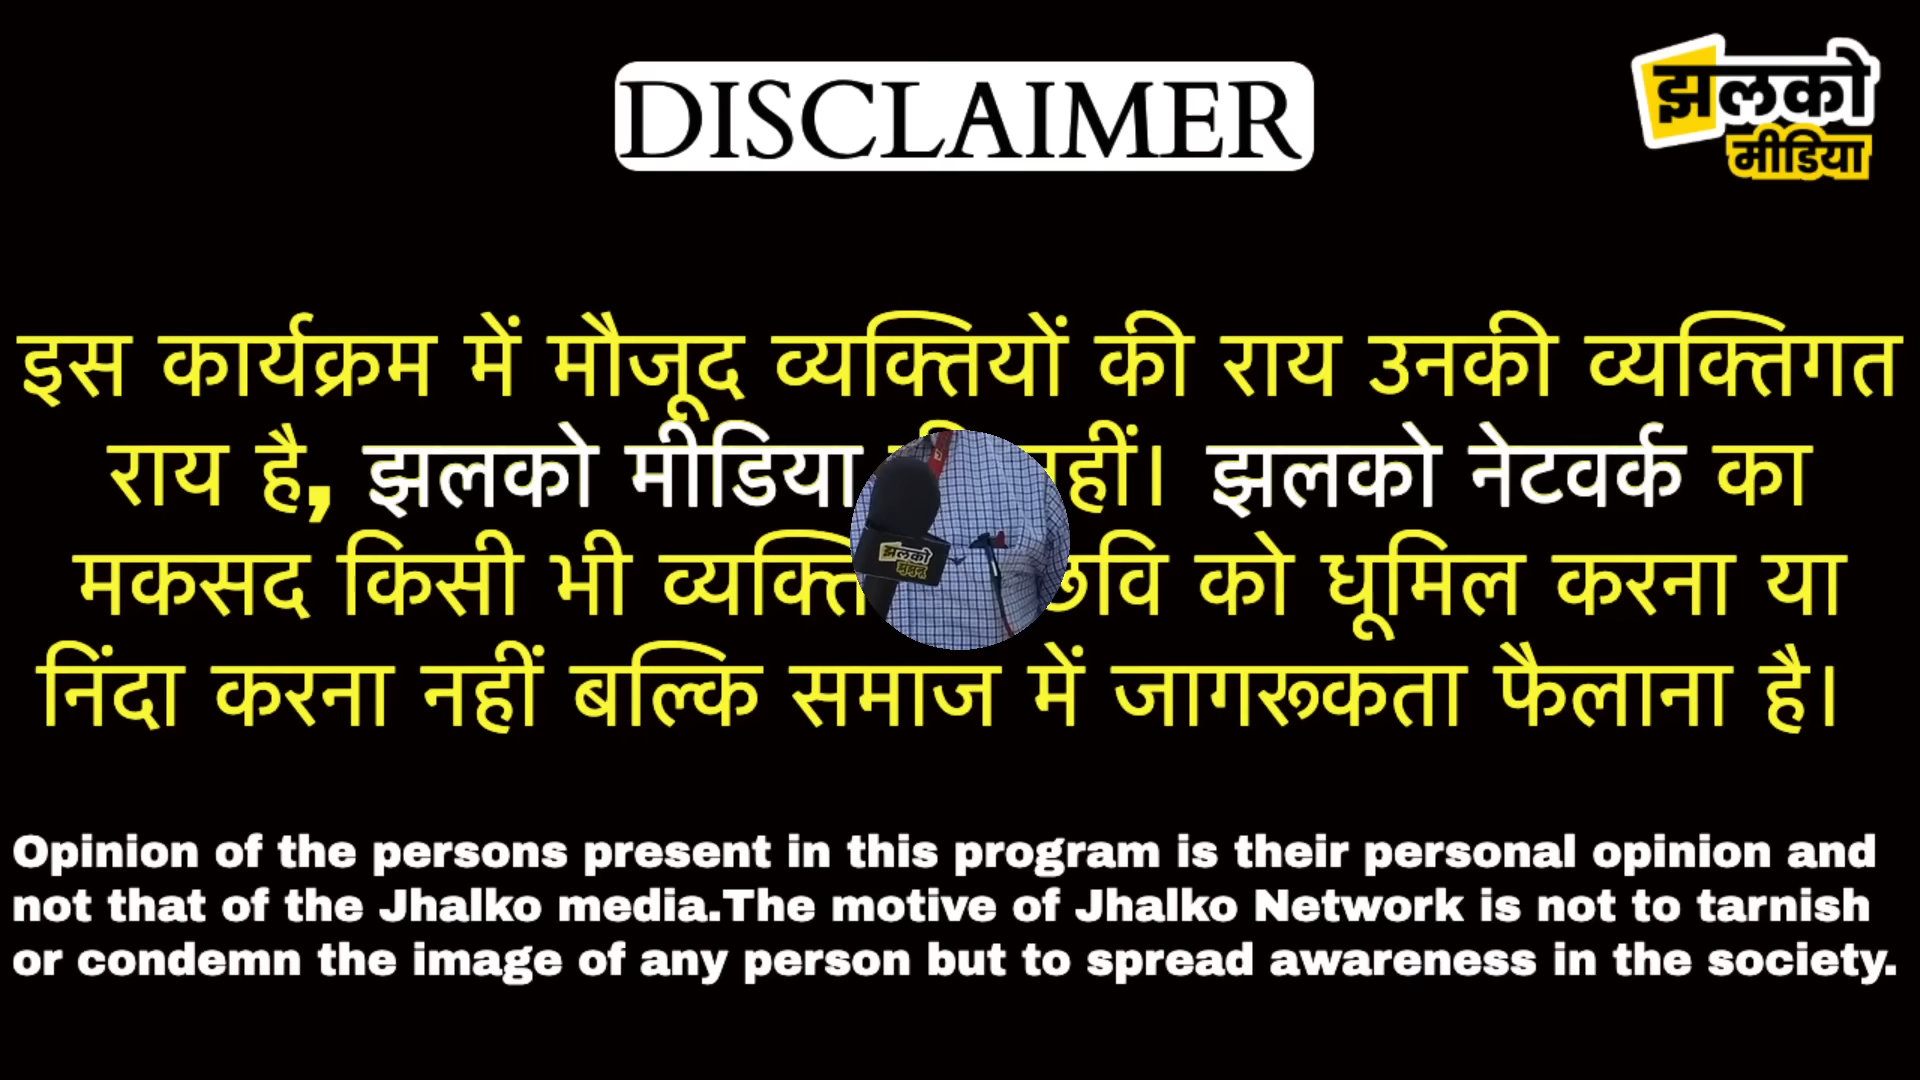 DISCLAIMER
झलको
मीडिया
इस कार्यक्रम में मौजूद व्यक्तियों की राय उनकी व्यक्तिगत
राय है, झलको मीडिया नहीं। झलको नेटवर्क का
मकसद किसी भी व्यक्ति छवि को धूमिल करना या
निंदा करना नहीं बल्कि समाज में जागरूकता फैलाना है।
झलको
झुंझुनू
Opinion of the persons present in this program is their personal opinion and
not that of the Jhalko media.The motive of Jhalko Network is not to tarnish
or condemn the image of any person but to spread awareness in the society.